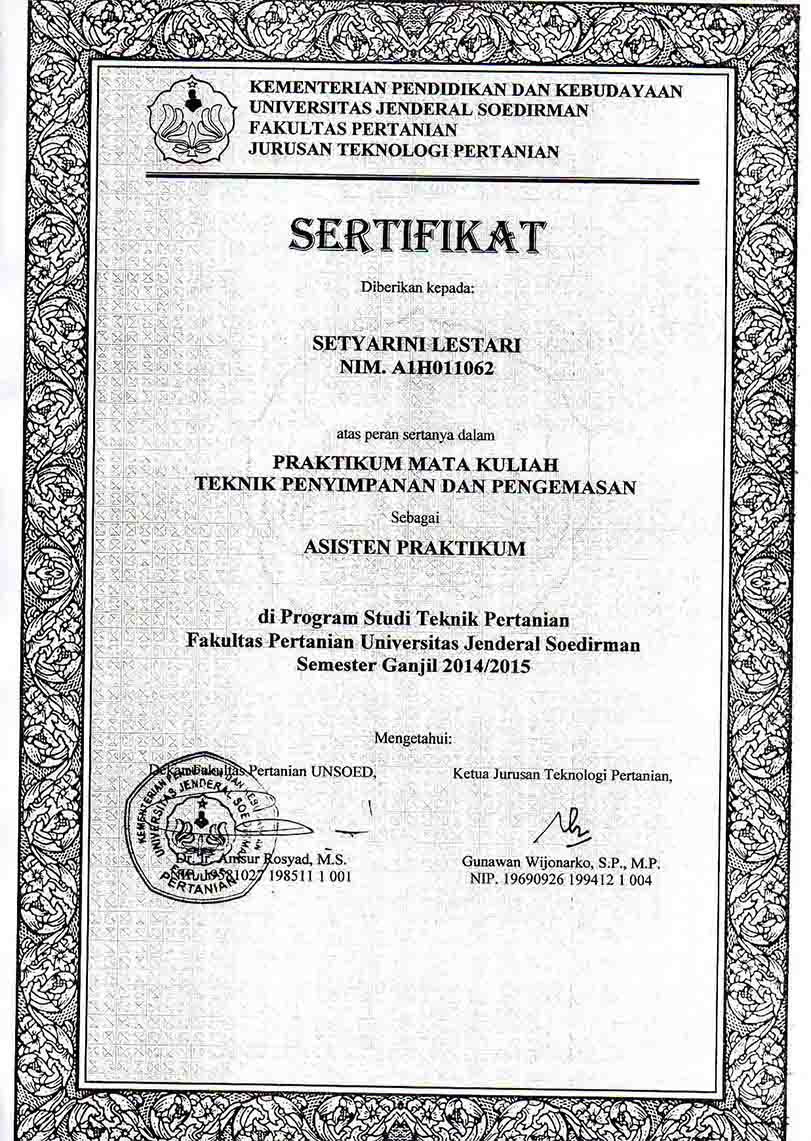 KEMENTERIAN PENDIDIKAN DAN KEBUDAYAAN
UNIVERSITAS JENDERAL SOEDIRMAN
FAKULTAS PERTANIAN
JURUSAN TEKNOLOGI PERTANIAN
SERTIFIKAT
Diberikan kepada:
SETYARINI LESTARI
NIM. A1H011062
atas peran sertanya dalam
PRAKTIKUM MATA KULIAH
TEKNIK PENYIMPANAN DAN PENGEMASAN
Sebagai
ASISTEN PRAKTIKUM
di Program Studi Teknik Pertanian
Fakultas Pertanian Universitas Jenderal Soedirman
Semester Ganjil 2014/2015
Mengetahui:
Dekan Fakultas Pertanian UNSOED,
Dr. Ir. Rosyad, M.S.
NIP. 19581027 198511 1 001
UNIVERSITAS JENDERAL SOEDIRMAN
PERTANIAN
Ketua Jurusan Teknologi Pertanian,
Gunawan Wijonarko, S.P., M.P.
NIP. 19690926 199412 1 004